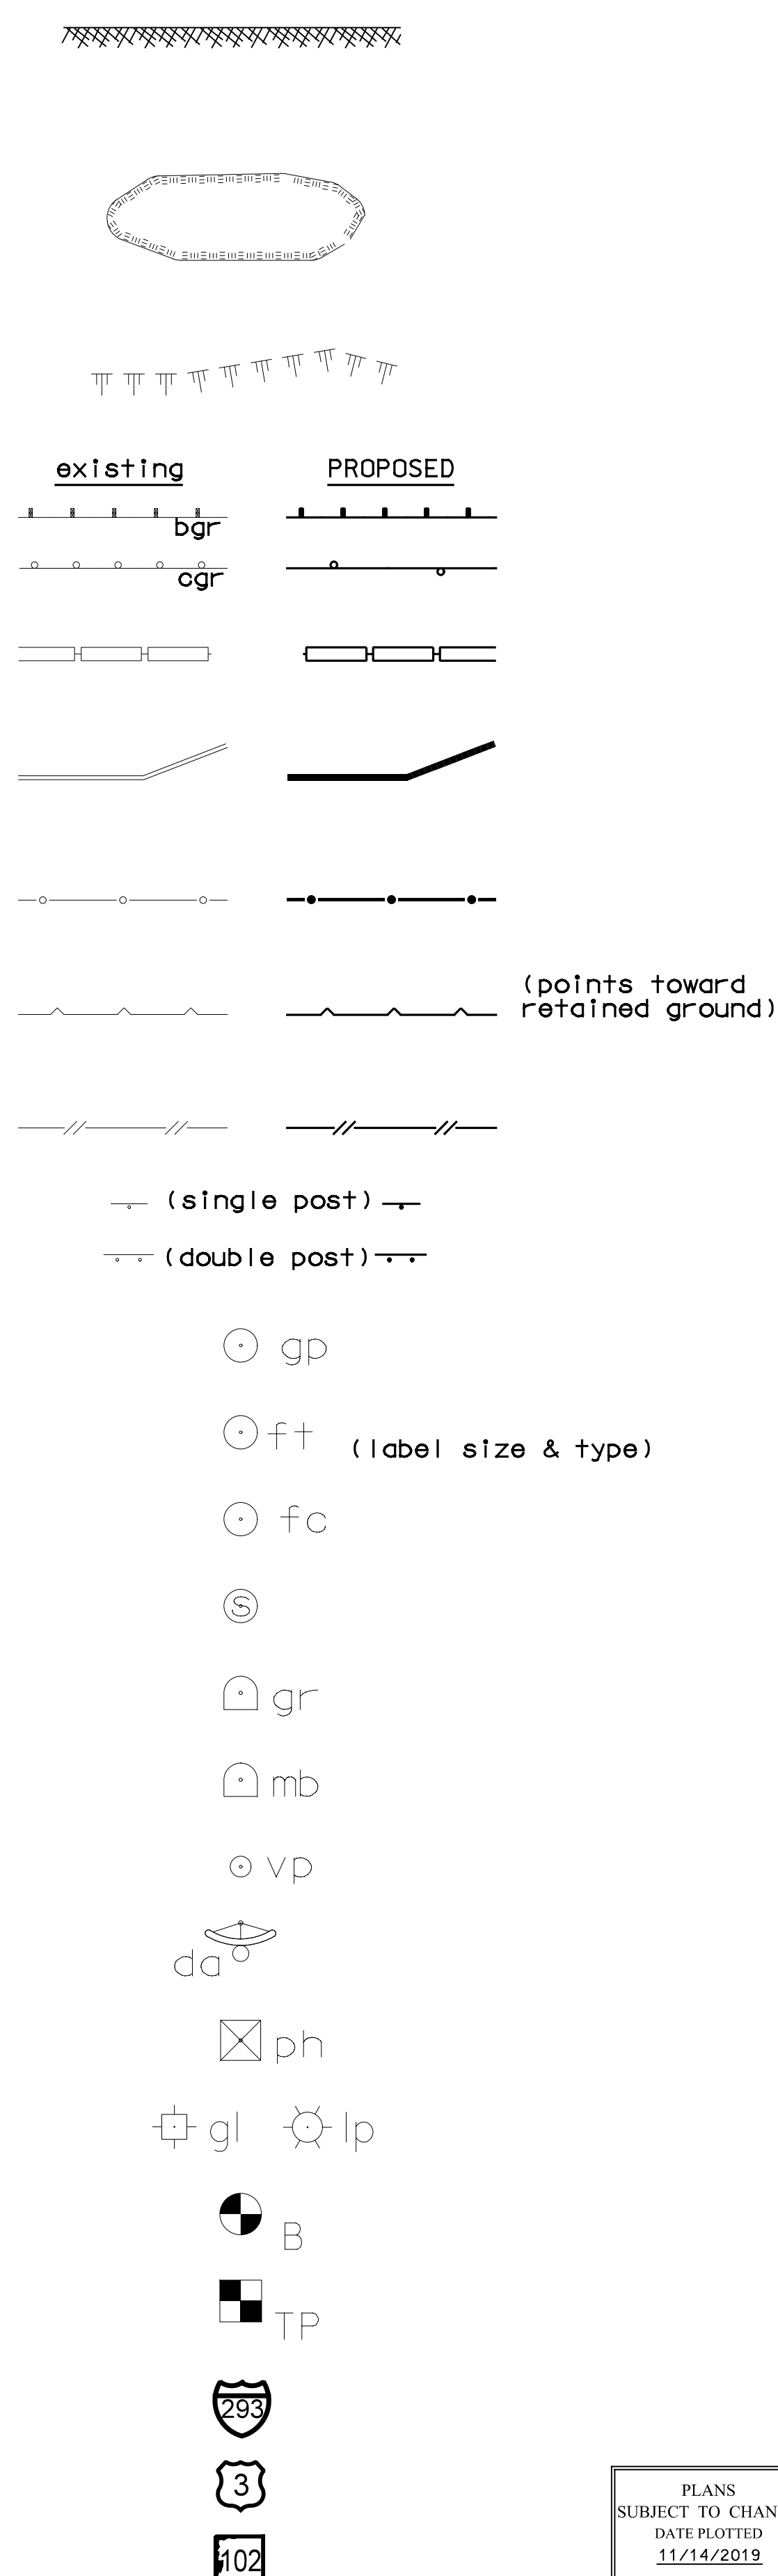 existing PROPOSED
bgr
cgr
(points toward
retained ground)
(single post)
(double post)
gp
ft (label size & type)
fc
S
gr
mb
vp
da
ph
gl lp
B
TP
293
3
102
PLANS
SUBJECT TO CHAN
DATE PLOTTED
11/14/2019